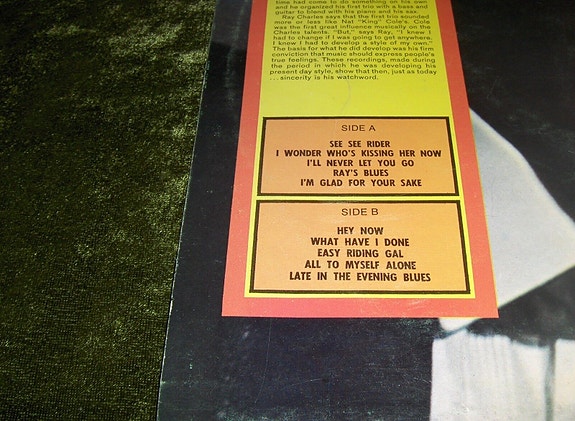 time had come to do something on his own
and he organized his first trio with a bass and
guitar to blend with his piano and his sax.
Ray Charles says that the first trio sounded
more or less like Nat "King" Cole's. Cole
was the first great influence musically on the
Charles talents. "But," says Ray, "I knew I
had to change if I was going to get anywhere.
I knew I had to develop a style of my own."
The basis for what he did develop was his firm
conviction that music should express people's
true feelings. These recordings, made during
the period in which he was developing his
present day style, show that then, just as today
... sincerity is his watchword.
SIDE A
SEE SEE RIDER
I WONDER WHO'S KISSING HER NOW
I'LL NEVER LET YOU GO
RAY'S BLUES
I'M GLAD FOR YOUR SAKE
SIDE B
HEY NOW
WHAT HAVE I DONE
EASY RIDING GAL
ALL TO MYSELF ALONE
LATE IN THE EVENING BLUES